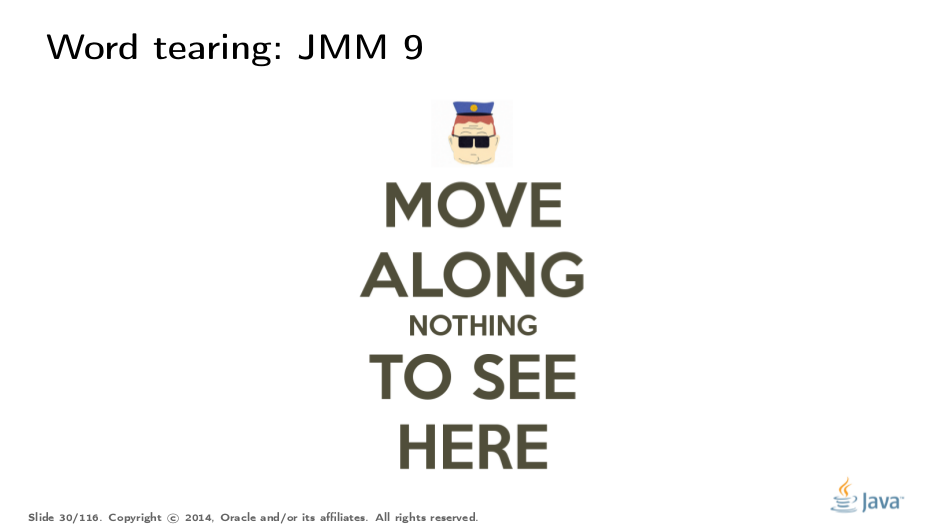 Word tearing: JMM 9
MOVE
ALONG
NOTHING
TO SEE
HERE
Slide 30/116. Copyright © 2014, Oracle and/or its affiliates. All rights reserved.
Java™